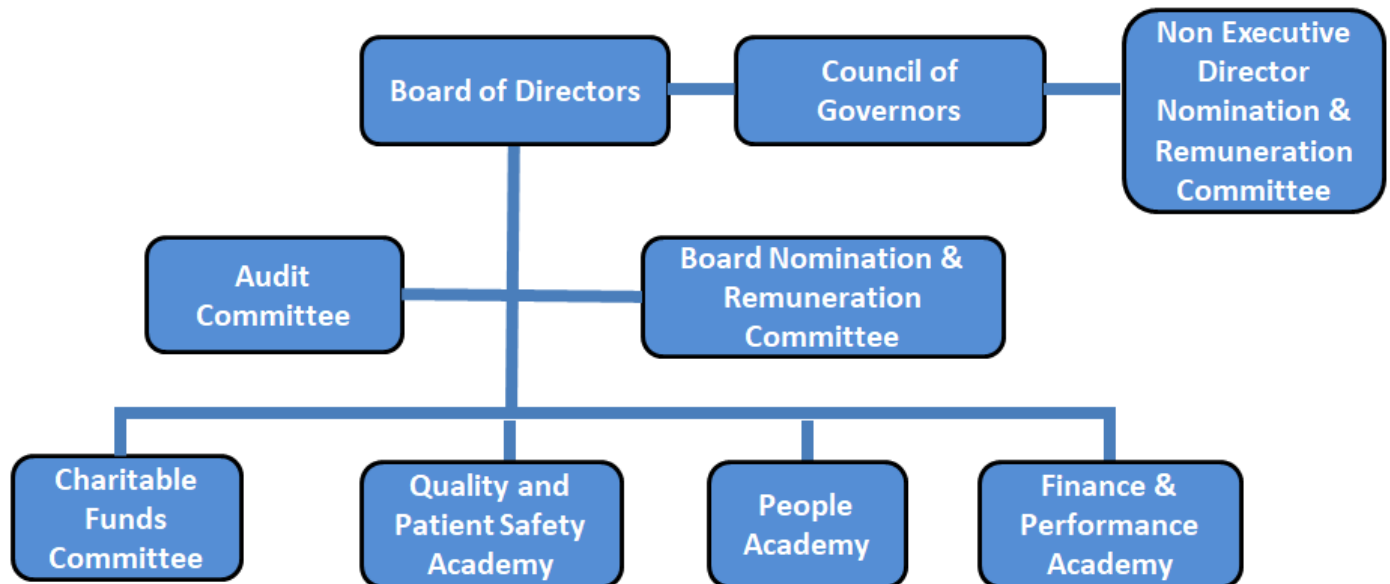 Board of Directors
Council of
Governors
Non Executive
Director
Nomination &
Remuneration
Committee
Audit
Committee
Board Nomination &
Remuneration
Committee
Charitable
Funds
Committee
Quality and
Patient Safety
Academy
People
Academy
Finance &
Performance
Academy